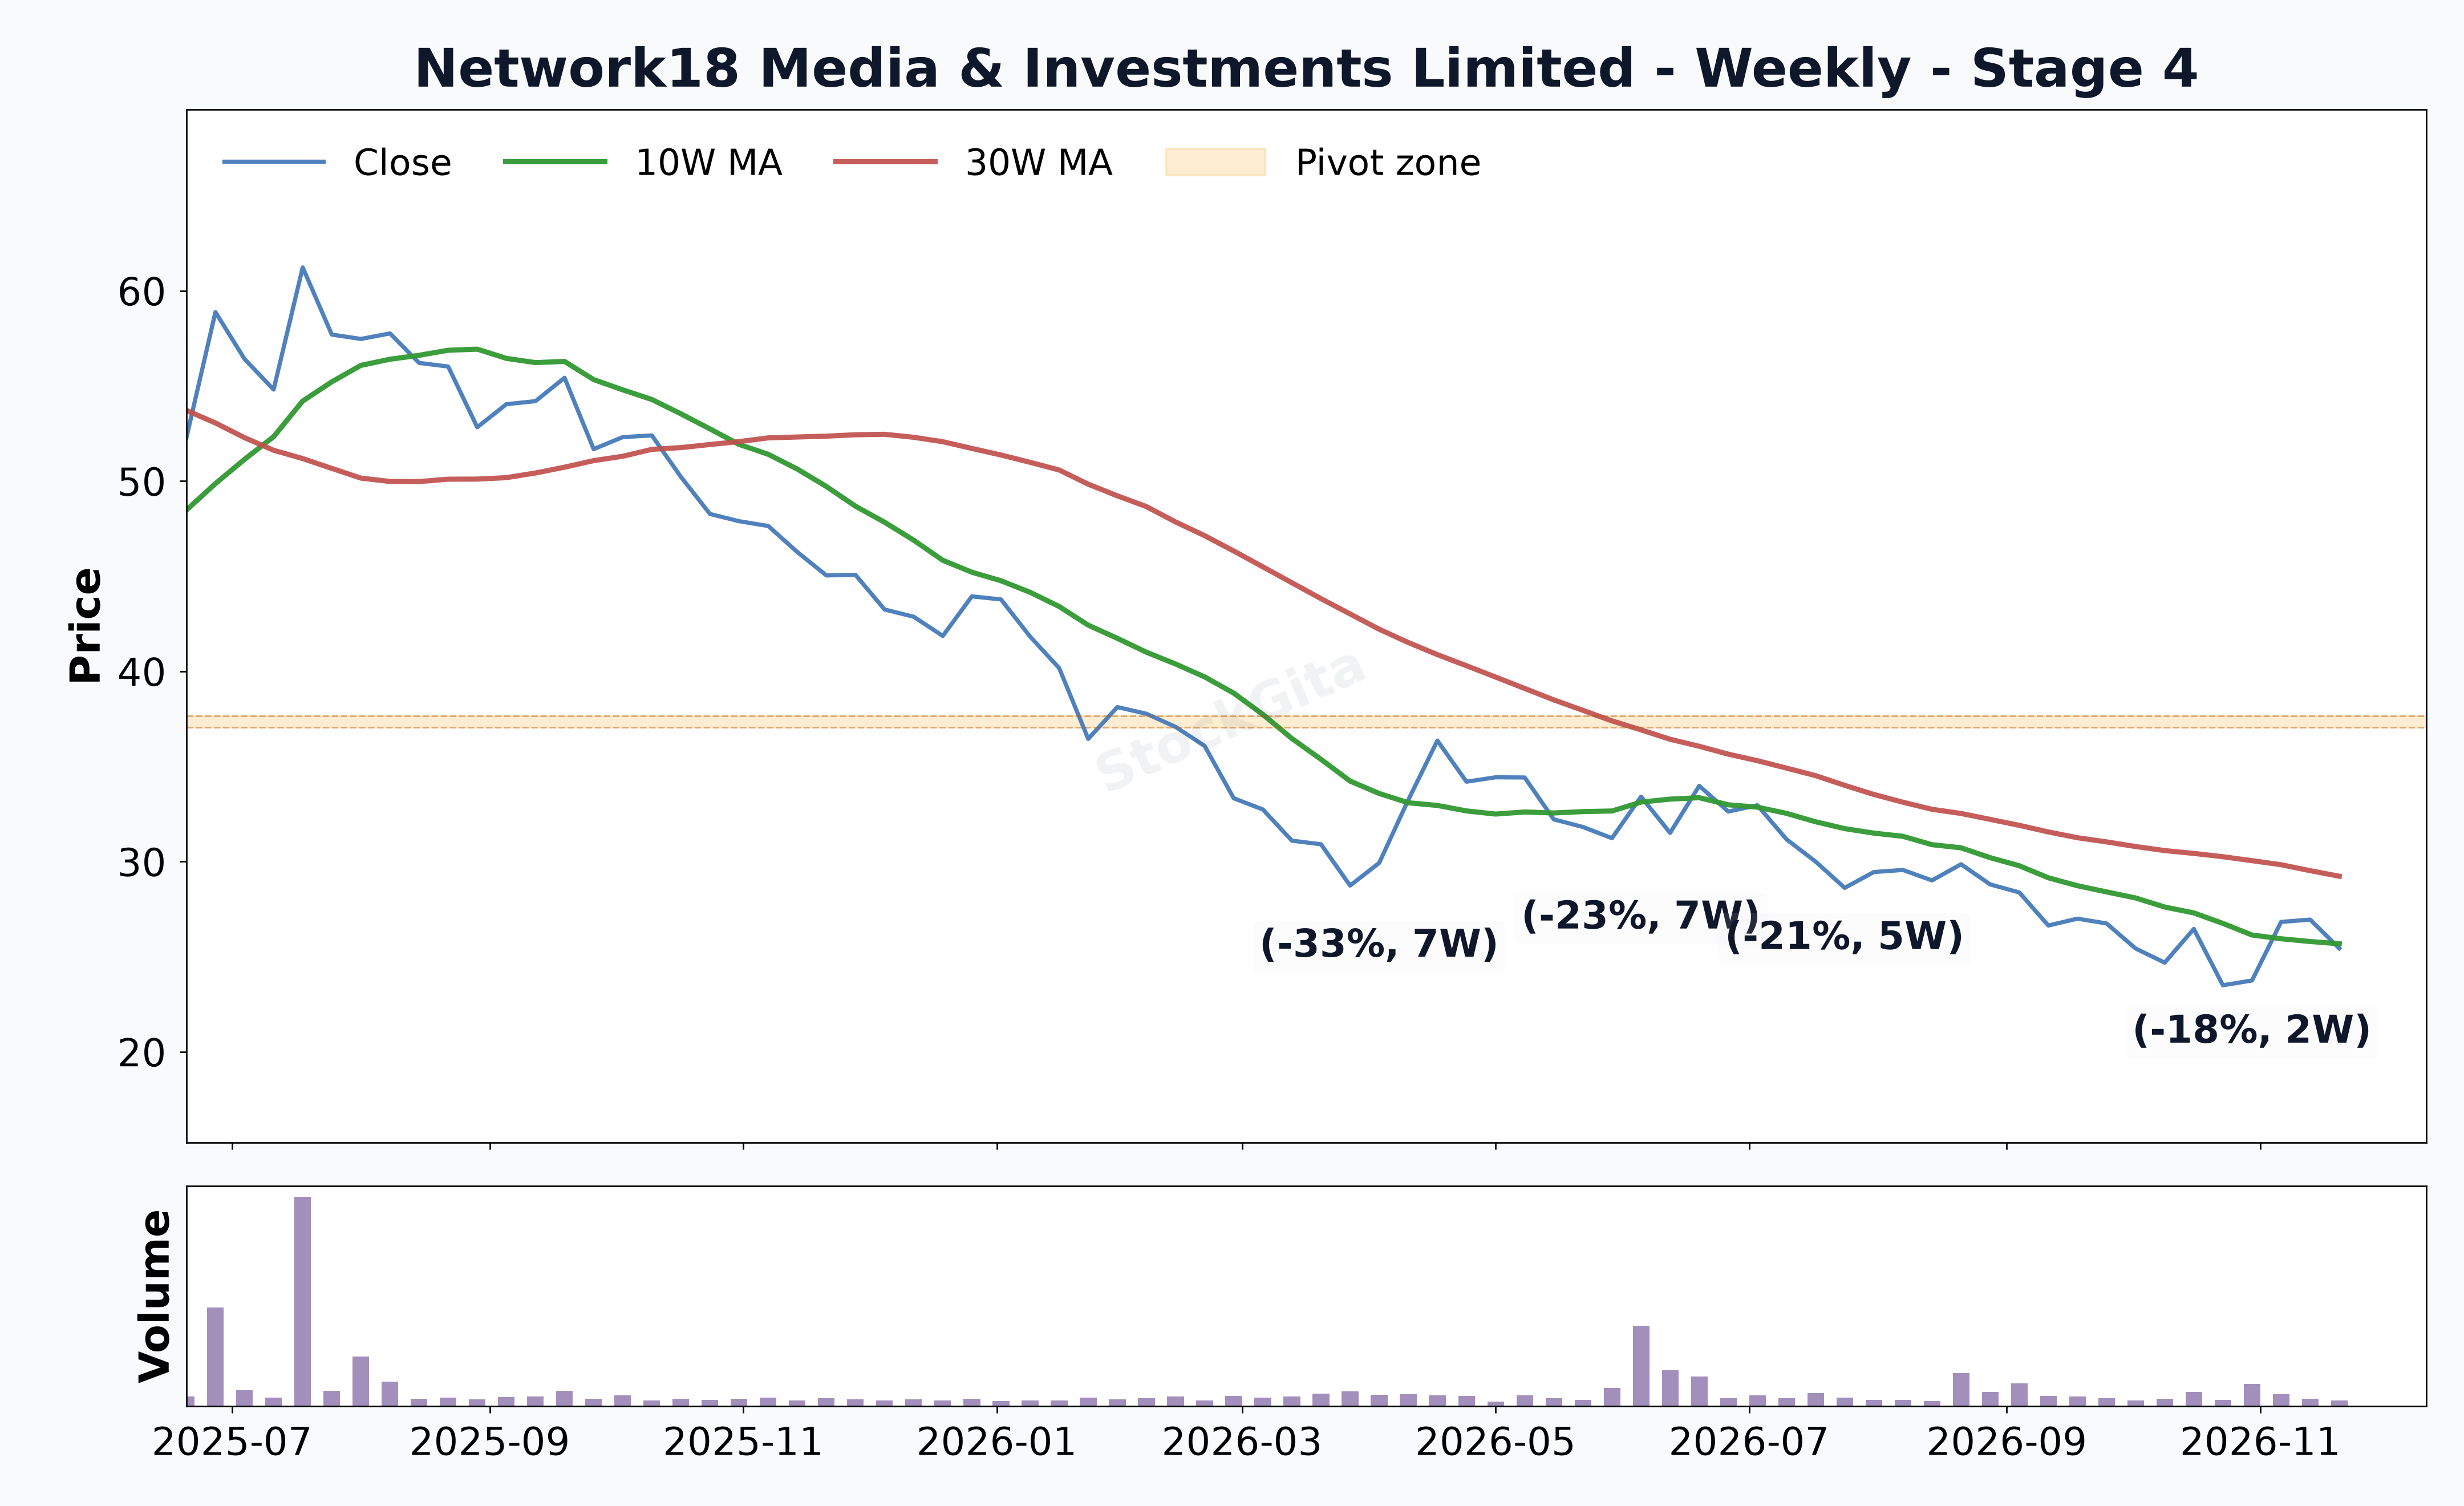 Network18 Media & Investments Limited - Weekly - Stage 4
Close
10W MA
30W MA
Pivot zone
Price
60
50
40
30
20
StockGita
(-33%, 7W)
(-23%, 7W)
(-21%, 5W)
(-18%, 2W)
Volume
2025-07
2025-09
2025-11
2026-01
2026-03
2026-05
2026-07
2026-09
2026-11